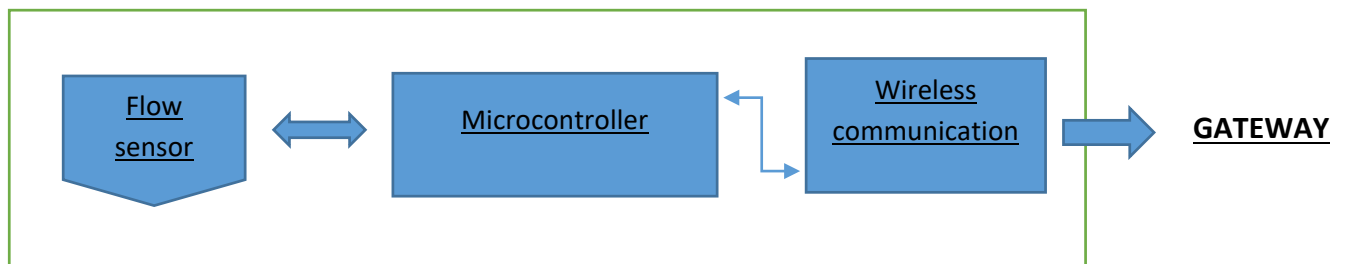 Flow
sensor
Microcontroller
Wireless
communication
GATEWAY